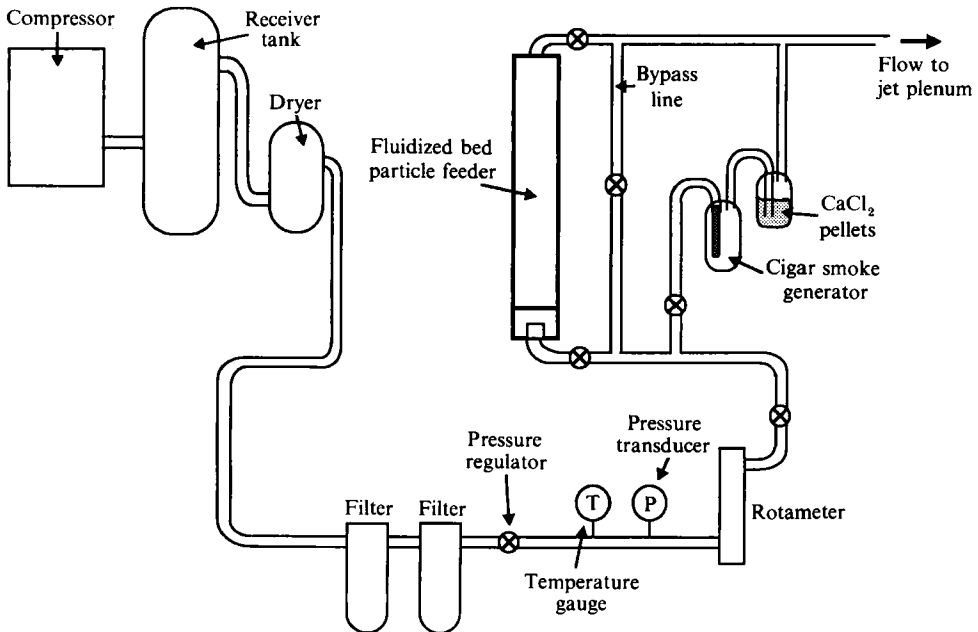 Compressor
Receiver
tank
Dryer
Fluidized bed
particle feeder
Bypass
line
Flow to
jet plenum
CaCl₂
pellets
Cigar smoke
generator
Pressure
regulator
Pressure
transducer
Filter
Filter
T
P
Rotameter
Temperature
gauge